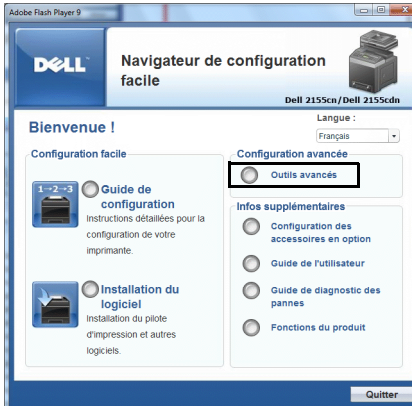 Adobe Flash Player 9
DELL
Navigateur de configuration
facile
Dell 2155cn/Dell 2155cdn
Bienvenue !
Langue :
Français
Configuration facile
1→2→3
Guide de
configuration
Instructions détaillées pour la
configuration de votre
imprimante.
Installation du
logiciel
Installation du pilote
d'impression et autres
logiciels.
Configuration avancée
Outils avancés
Infos supplémentaires
Configuration des
accessoires en option
Guide de l'utilisateur
Guide de diagnostic des
pannes
Fonctions du produit
Quitter